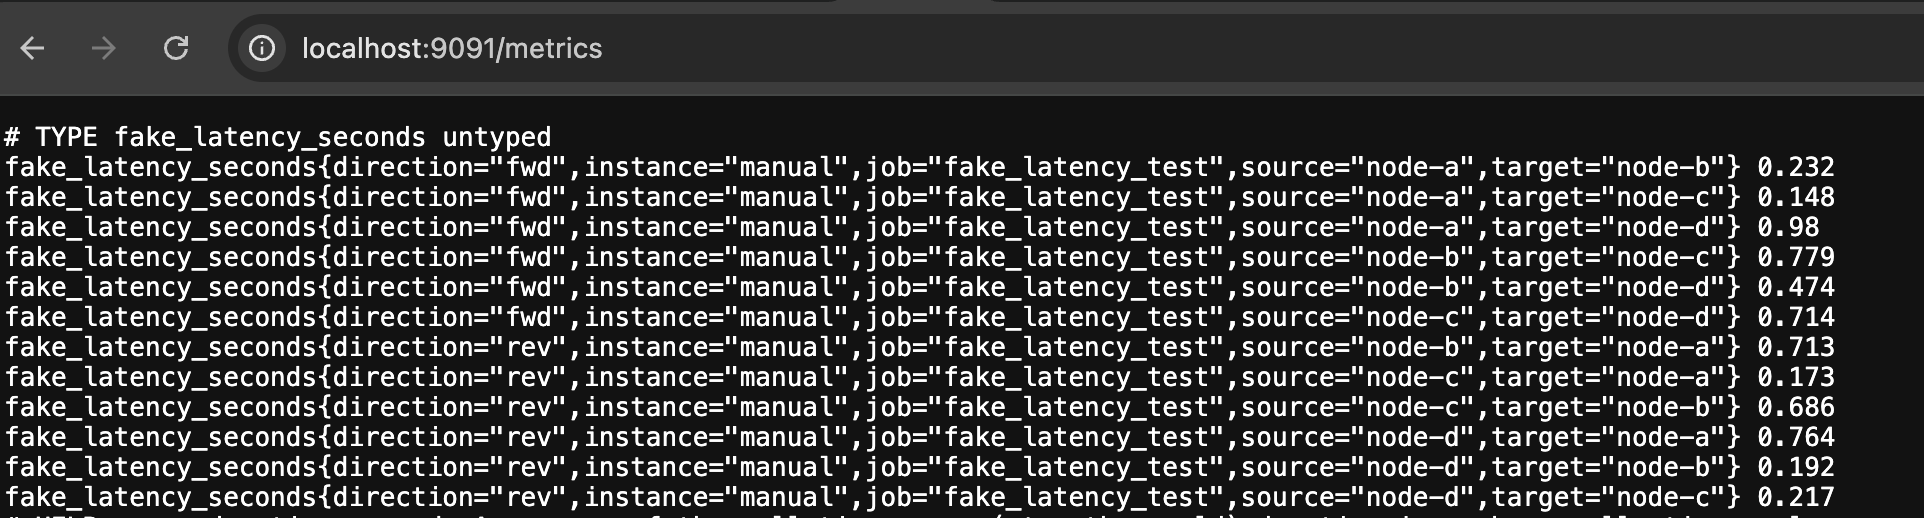 localhost:9091/metrics
# TYPE fake_latency_seconds untyped
fake_latency_seconds{direction="fwd",instance="manual",job="fake_latency_test",source="node-a",target="node-b"} 0.232
fake_latency_seconds{direction="fwd",instance="manual",job="fake_latency_test",source="node-a",target="node-c"} 0.148
fake_latency_seconds{direction="fwd",instance="manual",job="fake_latency_test",source="node-a",target="node-d"} 0.98
fake_latency_seconds{direction="fwd",instance="manual",job="fake_latency_test",source="node-b",target="node-c"} 0.779
fake_latency_seconds{direction="fwd",instance="manual",job="fake_latency_test",source="node-b",target="node-d"} 0.474
fake_latency_seconds{direction="fwd",instance="manual",job="fake_latency_test",source="node-c",target="node-d"} 0.714
fake_latency_seconds{direction="rev",instance="manual",job="fake_latency_test",source="node-b",target="node-a"} 0.713
fake_latency_seconds{direction="rev",instance="manual",job="fake_latency_test",source="node-c",target="node-a"} 0.173
fake_latency_seconds{direction="rev",instance="manual",job="fake_latency_test",source="node-c",target="node-b"} 0.686
fake_latency_seconds{direction="rev",instance="manual",job="fake_latency_test",source="node-d",target="node-a"} 0.764
fake_latency_seconds{direction="rev",instance="manual",job="fake_latency_test",source="node-d",target="node-b"} 0.192
fake_latency_seconds{direction="rev",instance="manual",job="fake_latency_test",source="node-d",target="node-c"} 0.217